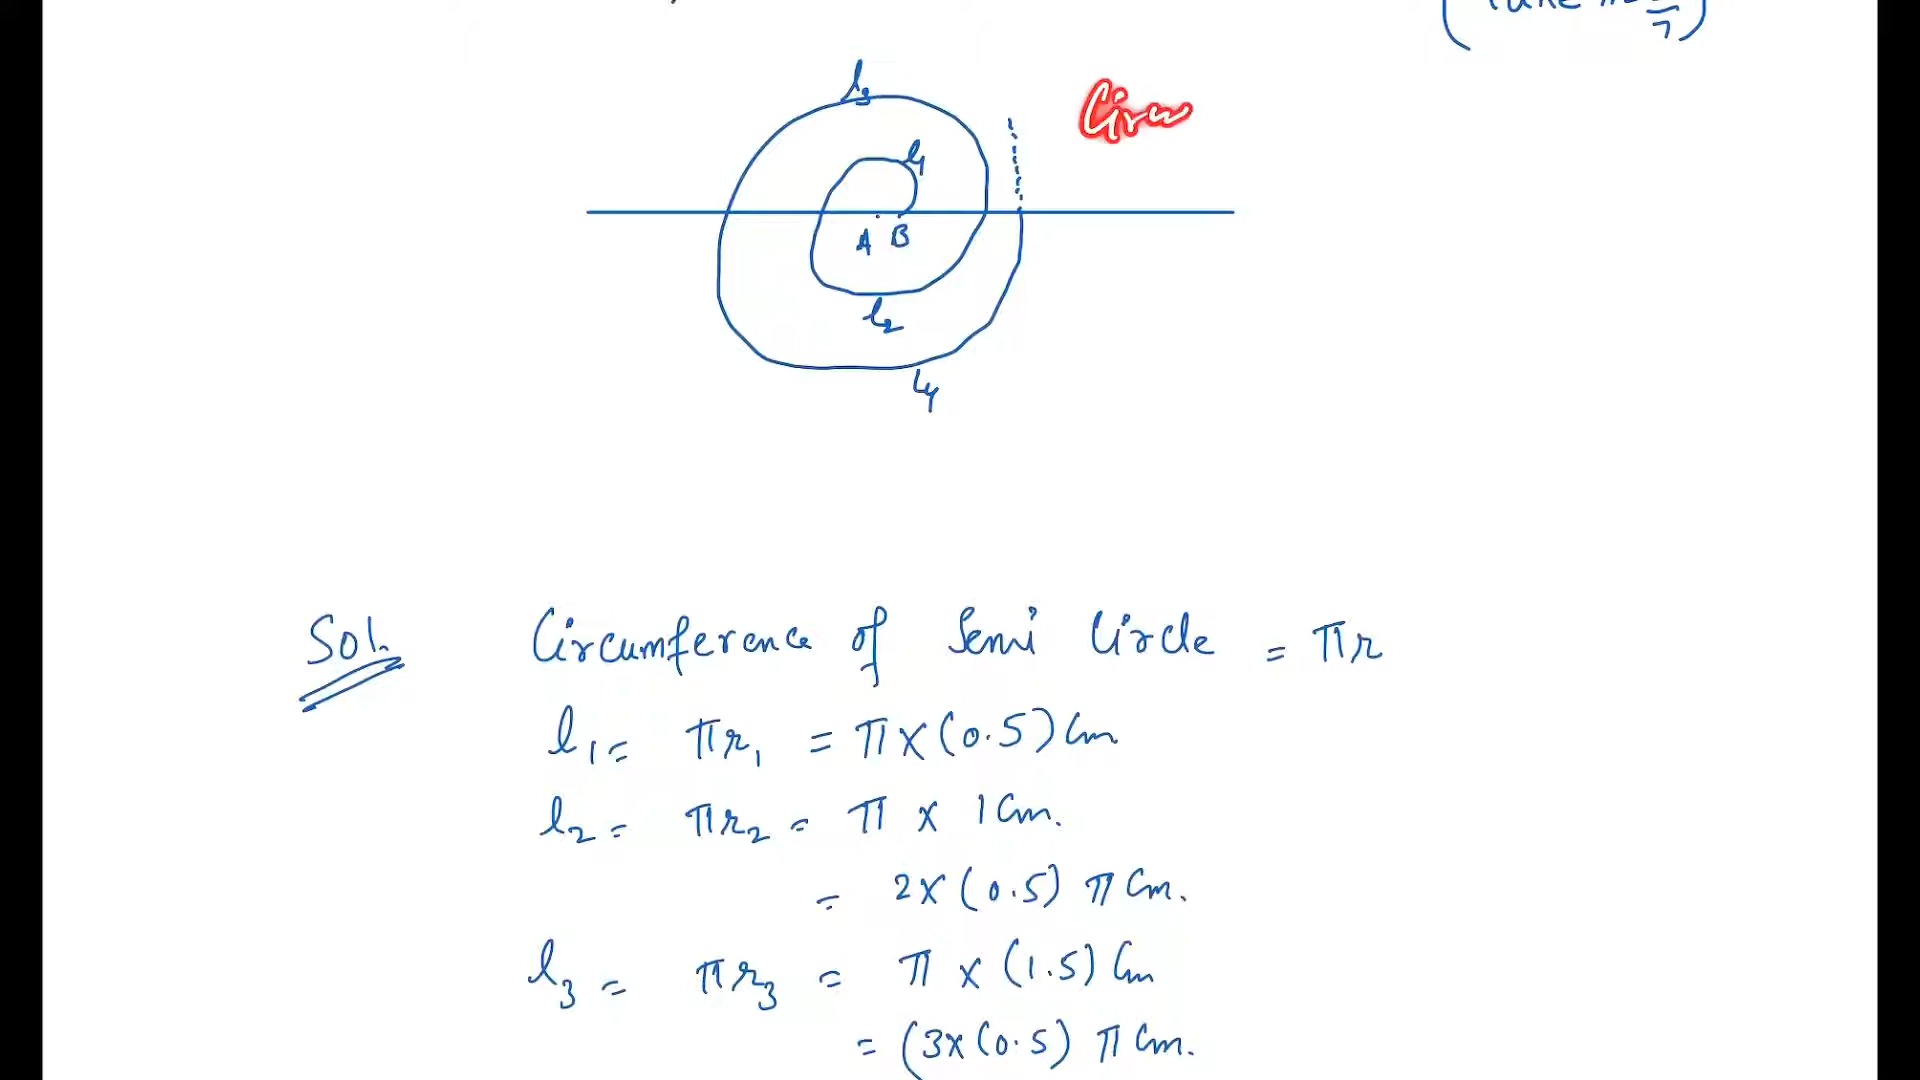 l3
Circu
l1
A B
l2
l4
Sol. Circumference of Semi Circle = πr
l1 = πr1 = π×(0.5) Cm
l2 = πr2 = π × 1 Cm.
= 2×(0.5) π Cm.
l3 = πr3 = π × (1.5) Cm
= (3×(0.5) π Cm.